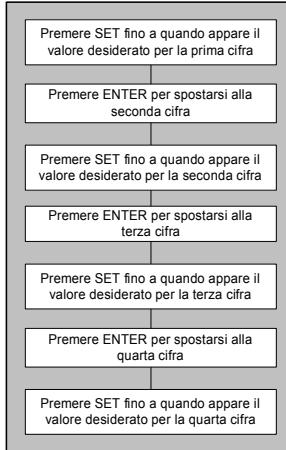 Premere SET fino a quando appare il
valore desiderato per la prima cifra
Premere ENTER per spostarsi alla
seconda cifra
Premere SET fino a quando appare il
valore desiderato per la seconda cifra
Premere ENTER per spostarsi alla
terza cifra
Premere SET fino a quando appare il
valore desiderato per la terza cifra
Premere ENTER per spostarsi alla
quarta cifra
Premere SET fino a quando appare il
valore desiderato per la quarta cifra